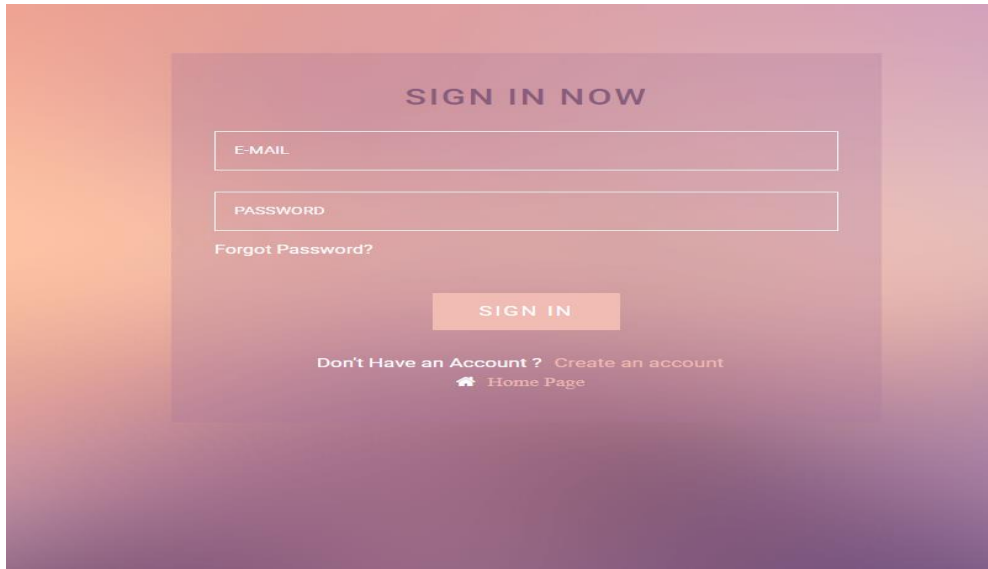 SIGN IN NOW
E-MAIL
PASSWORD
Forgot Password?
SIGN IN
Don't Have an Account ? Create an account
Home Page